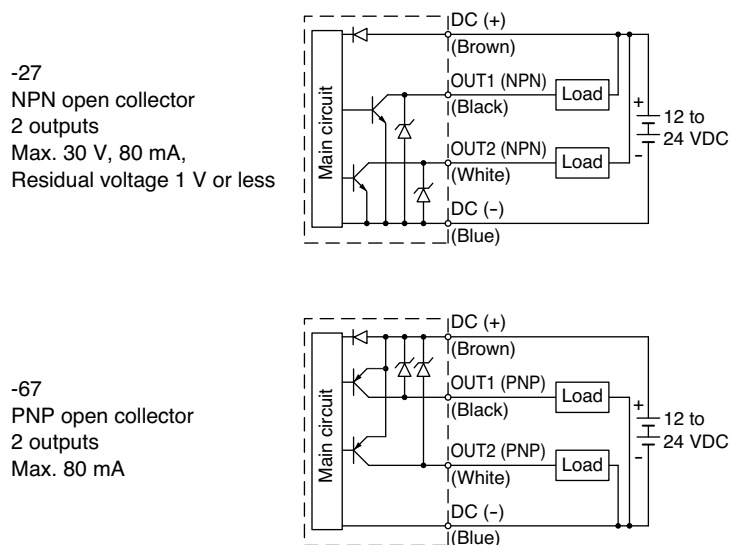 -27
NPN open collector
2 outputs
Max. 30 V, 80 mA,
Residual voltage 1 V or less
Main circuit
DC (+)
(Brown)
OUT1 (NPN)
(Black)
Load
OUT2 (NPN)
(White)
Load
DC (-)
(Blue)
+
12 to
24 VDC
-
-67
PNP open collector
2 outputs
Max. 80 mA
Main circuit
DC (+)
(Brown)
OUT1 (PNP)
(Black)
Load
OUT2 (PNP)
(White)
Load
DC (-)
(Blue)
+
12 to
24 VDC
-